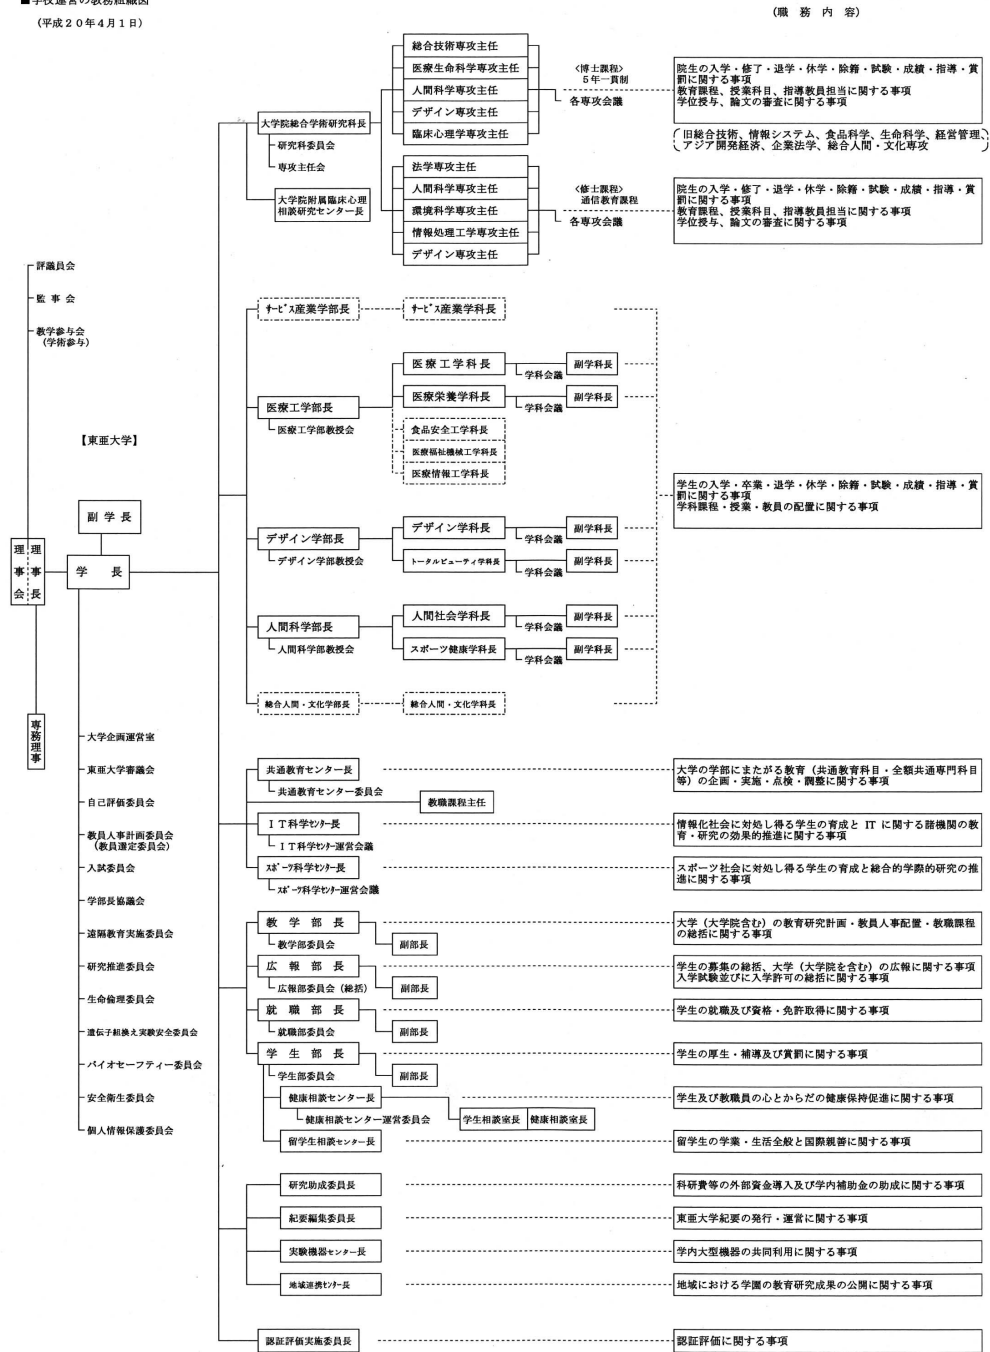 ■学校運営の教務組織図
(平成20年4月1日)
(職務内容)
評議員会
監事会
教学参与会
(学術参与)
【東亜大学】
副学長
理事会
理事長
学長
専務理事
大学企画運営室
東亜大学審議会
自己評価委員会
教員人事計画委員会
(教員選定委員会)
入試委員会
学部長協議会
遠隔教育実施委員会
研究推進委員会
生命倫理委員会
遺伝子組換え実験安全委員会
バイオセーフティー委員会
安全衛生委員会
個人情報保護委員会
大学院総合学術研究科長
研究科委員会
専攻主任会
大学院附属臨床心理
相談研究センター長
総合技術専攻主任
医療生命科学専攻主任
人間科学専攻主任
デザイン専攻主任
臨床心理学専攻主任
<博士課程>
5年一貫制
各専攻会議
院生の入学・修了・退学・休学・除籍・試験・成績・指導・賞
罰に関する事項
教育課程、授業科目、指導教員担当に関する事項
学位授与、論文の審査に関する事項
旧総合技術、情報システム、食品科学、生命科学、経営管理、
アジア開発経済、企業法学、総合人間・文化専攻
法学専攻主任
人間科学専攻主任
環境科学専攻主任
情報処理工学専攻主任
デザイン専攻主任
<修士課程>
通信教育課程
各専攻会議
院生の入学・修了・退学・休学・除籍・試験・成績・指導・賞
罰に関する事項
教育課程、授業科目、指導教員担当に関する事項
学位授与、論文の審査に関する事項
サービス産業学部長
サービス産業学科長
医療工学部長
医療工学部教授会
医療工学科長
学科会議
副学科長
医療栄養学科長
学科会議
副学科長
食品安全工学科長
医療福祉機械工学科長
医療情報工学科長
学生の入学・卒業・退学・休学・除籍・試験・成績・指導・賞
罰に関する事項
学科課程・授業・教員の配置に関する事項
デザイン学部長
デザイン学部教授会
デザイン学科長
学科会議
副学科長
トータルビューティ学科長
学科会議
副学科長
人間科学部長
人間科学部教授会
人間社会学科長
学科会議
副学科長
スポーツ健康学科長
学科会議
副学科長
総合人間・文化学部長
総合人間・文化学科長
共通教育センター長
共通教育センター委員会
大学の学部にまたがる教育(共通教育科目・全額共通専門科目
等)の企画・実施・点検・調整に関する事項
教職課程主任
IT科学センター長
IT科学センター運営会議
情報化社会に対処し得る学生の育成と IT に関する諸機関の教
育・研究の効果的推進に関する事項
スポーツ科学センター長
スポーツ科学センター運営会議
スポーツ社会に対処し得る学生の育成と総合的学際的研究の推
進に関する事項
教学部長
教学部委員会
副部長
大学(大学院含む)の教育研究計画・教員人事配置・教職課程
の総括に関する事項
広報部長
広報部委員会(総括)
副部長
学生の募集の総括、大学(大学院を含む)の広報に関する事項
入学試験並びに入学許可の総括に関する事項
就職部長
就職部委員会
副部長
学生の就職及び資格・免許取得に関する事項
学生部長
学生部委員会
副部長
学生の厚生・補導及び賞罰に関する事項
健康相談センター長
健康相談センター運営委員会
学生相談室長
健康相談室長
学生及び教職員の心とからだの健康保持促進に関する事項
留学生相談センター長
留学生の学業・生活全般と国際親善に関する事項
研究助成委員長
科研費等の外部資金導入及び学内補助金の助成に関する事項
紀要編集委員長
東亜大学紀要の発行・運営に関する事項
実験機器センター長
学内大型機器の共同利用に関する事項
地域連携センター長
地域における学園の教育研究成果の公開に関する事項
認証評価実施委員長
認証評価に関する事項